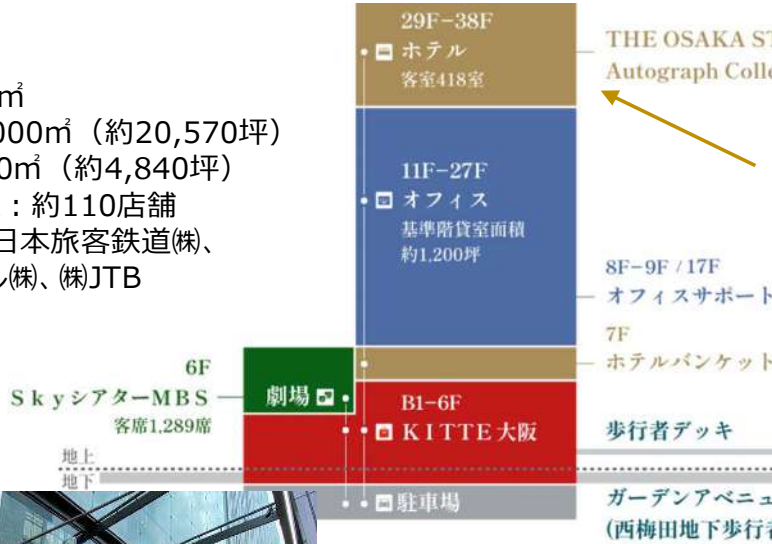 ㎡
000㎡（約20,570坪）
0㎡（約4,840坪）
：約110店舗
日本旅客鉄道㈱、
㈱、㈱JTB
29F-38F
ホテル
客室418室
THE OSAKA
Autograph
11F-27F
オフィス
基準階貸室面積
約1,200坪
8F-9F / 17F
オフィスサポート
7F
ホテルバンケット
6F
SkyシアターMBS
客席1,289席
劇場
B1-6F
KITTE大阪
歩行者デッキ
地上
地下
駐車場
ガーデンアベニュ
(西梅田地下歩行